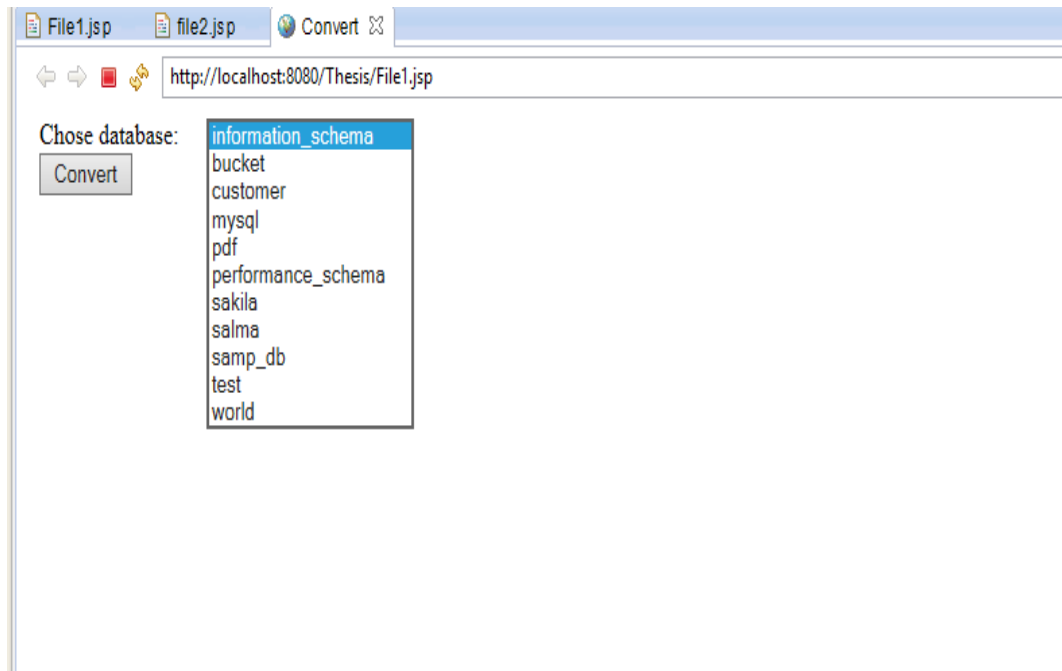 File1.jsp file2.jsp Convert
http://localhost:8080/Thesis/File1.jsp
Chose database: information_schema
Convert
bucket
customer
mysql
pdf
performance_schema
sakila
salma
samp_db
test
world